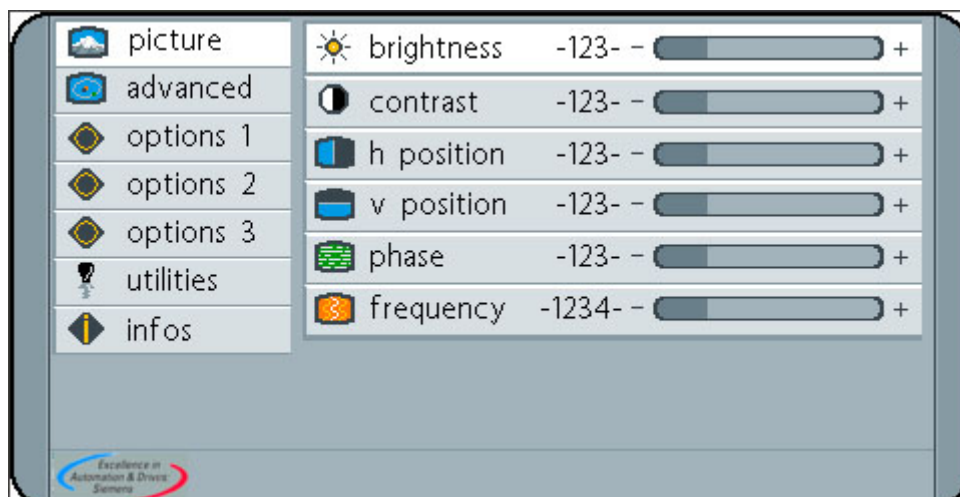 picture
advanced
options 1
options 2
options 3
utilities
infos
brightness -123- - +
contrast -123- - +
h position -123- - +
v position -123- - +
phase -123- - +
frequency -1234- - +
Excellence in
Automation & Drives:
Siemens